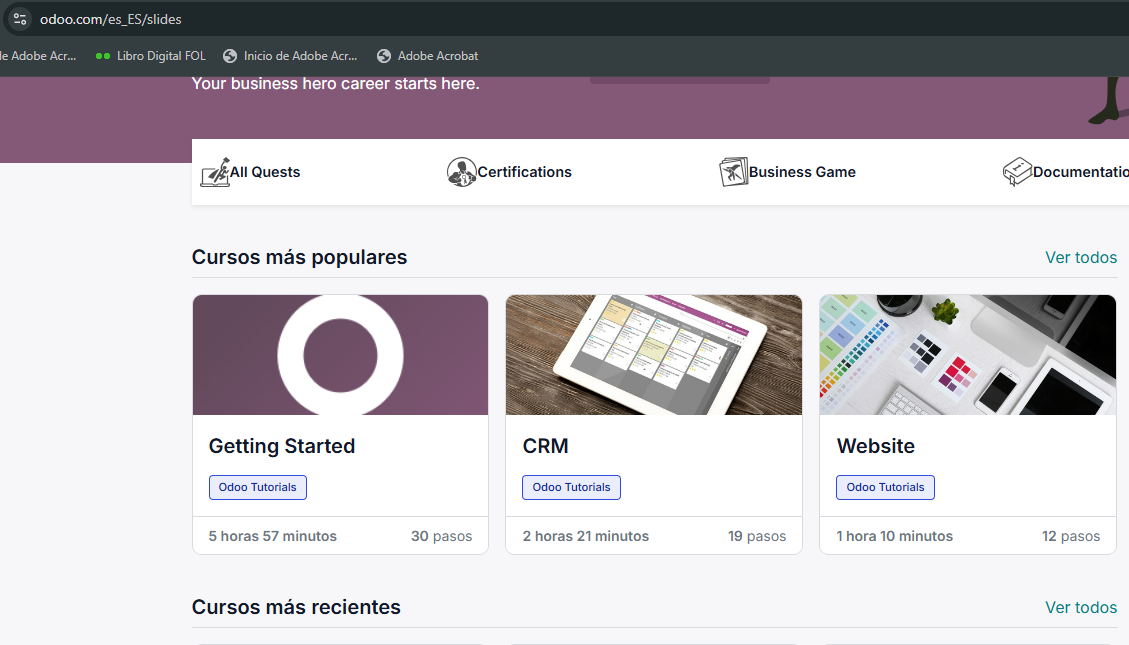 odoo.com/es_ES/slides
de Adobe Acr...
Libro Digital FOL
Inicio de Adobe Acr...
Adobe Acrobat
Your business hero career starts here.
All Quests
Certifications
Business Game
Documentatio
Cursos más populares
Ver todos
Getting Started
Odoo Tutorials
5 horas 57 minutos
30 pasos
CRM
Odoo Tutorials
2 horas 21 minutos
19 pasos
Website
Odoo Tutorials
1 hora 10 minutos
12 pasos
Cursos más recientes
Ver todos